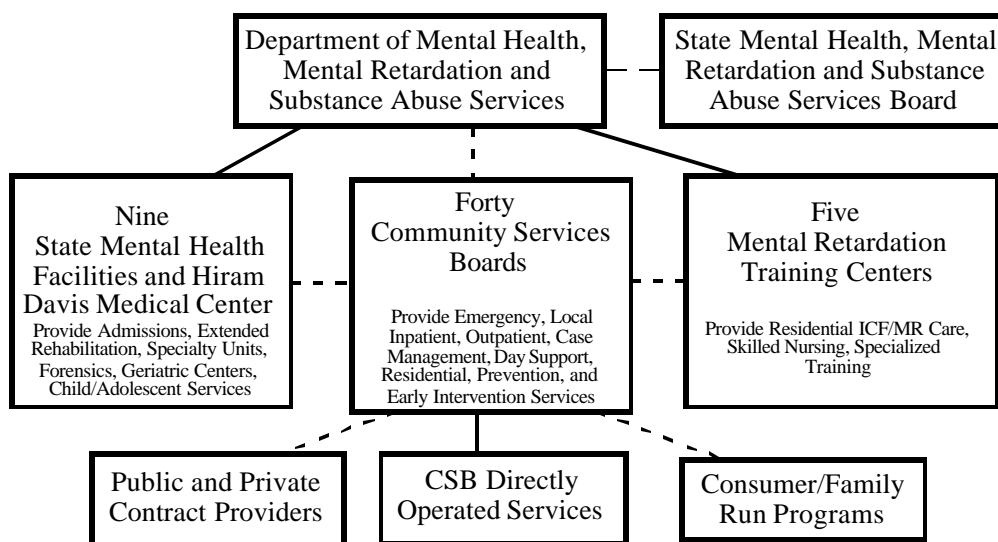 Department of Mental Health,
Mental Retardation and
Substance Abuse Services
State Mental Health, Mental
Retardation and Substance
Abuse Services Board
Nine
State Mental Health
Facilities and Hiram
Davis Medical Center
Provide Admissions, Extended
Rehabilitation, Specialty Units,
Forensics, Geriatric Centers,
Child/Adolescent Services
Forty
Community Services
Boards
Provide Emergency, Local
Inpatient, Outpatient, Case
Management, Day Support,
Residential, Prevention, and
Early Intervention Services
Five
Mental Retardation
Training Centers
Provide Residential ICF/MR Care,
Skilled Nursing, Specialized
Training
Public and Private
Contract Providers
CSB Directly
Operated Services
Consumer/Family
Run Programs